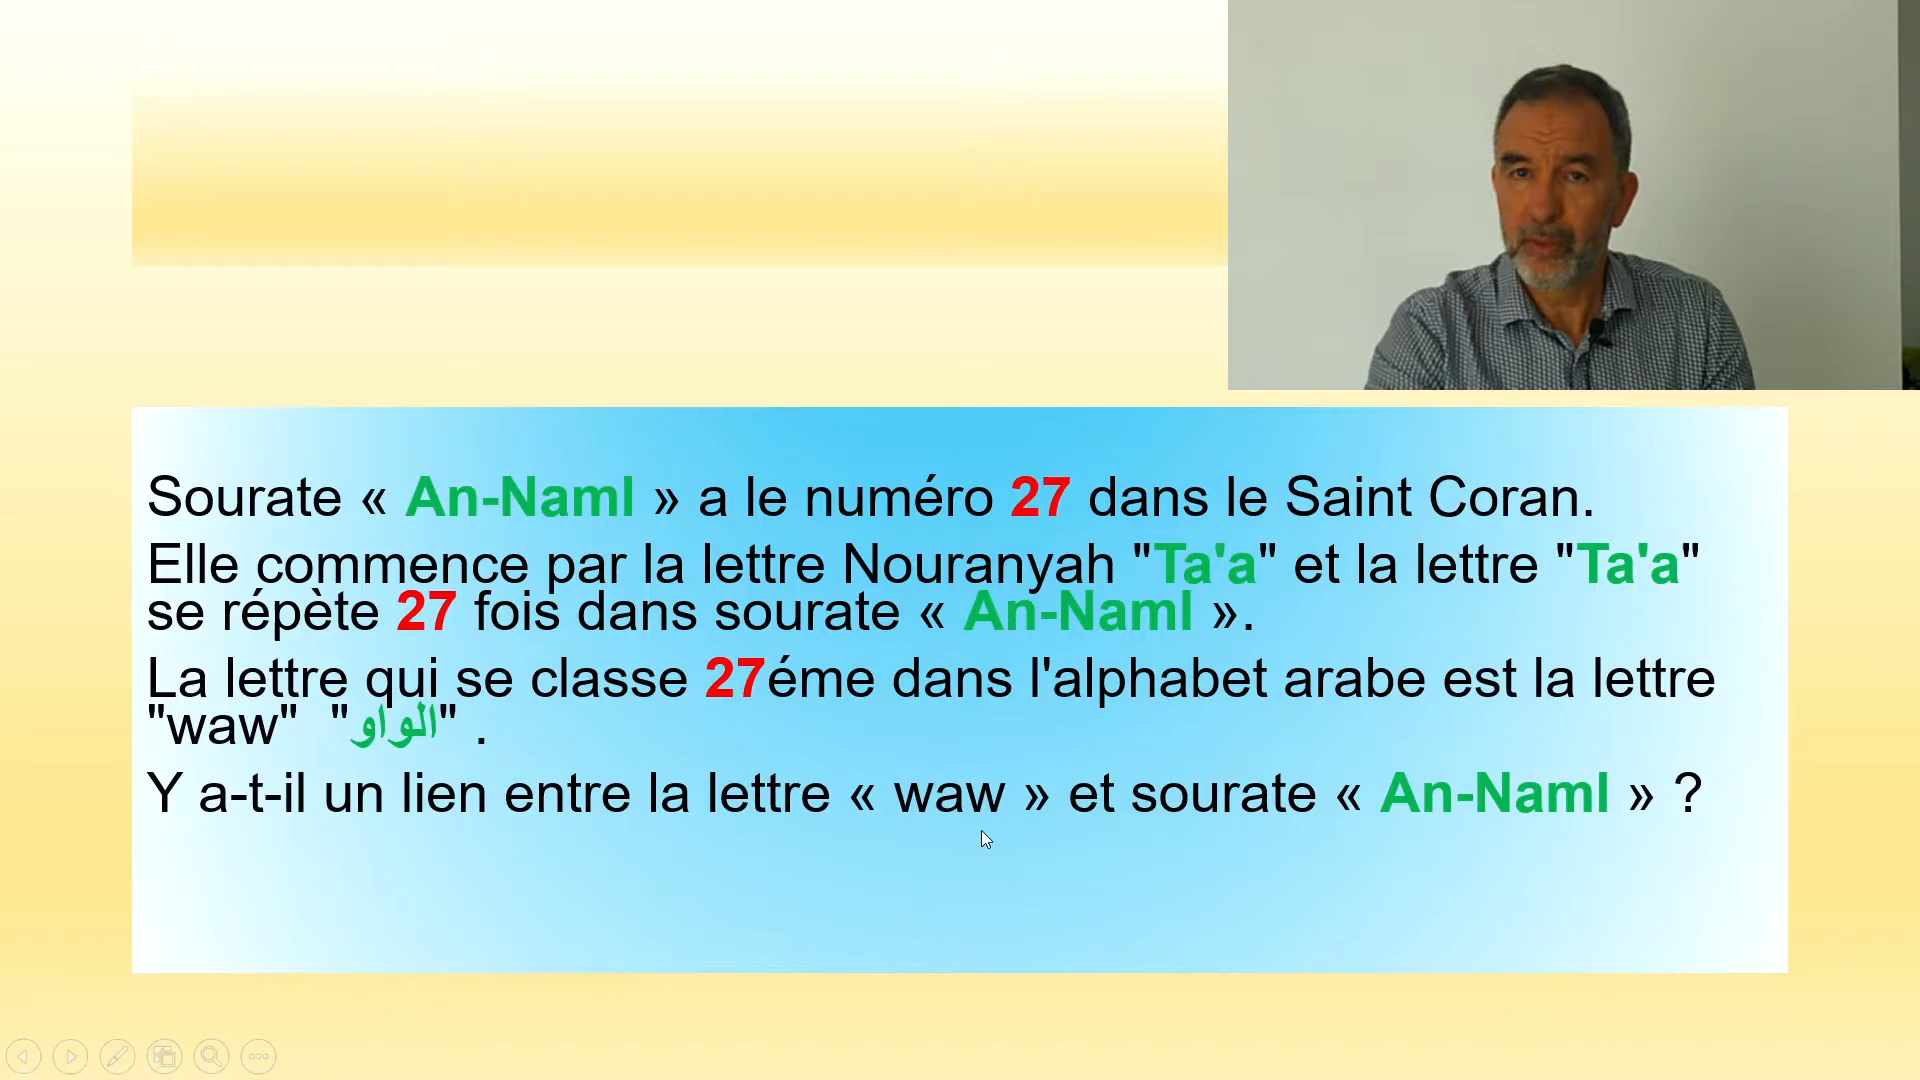 Sourate « An-Naml » a le numéro 27 dans le Saint Coran.
Elle commence par la lettre Nouranyah "Ta'a" et la lettre "Ta'a"
se répète 27 fois dans sourate « An-Naml ».
La lettre qui se classe 27éme dans l'alphabet arabe est la lettre
"waw" "الواو" .
Y a-t-il un lien entre la lettre « waw » et sourate « An-Naml » ?